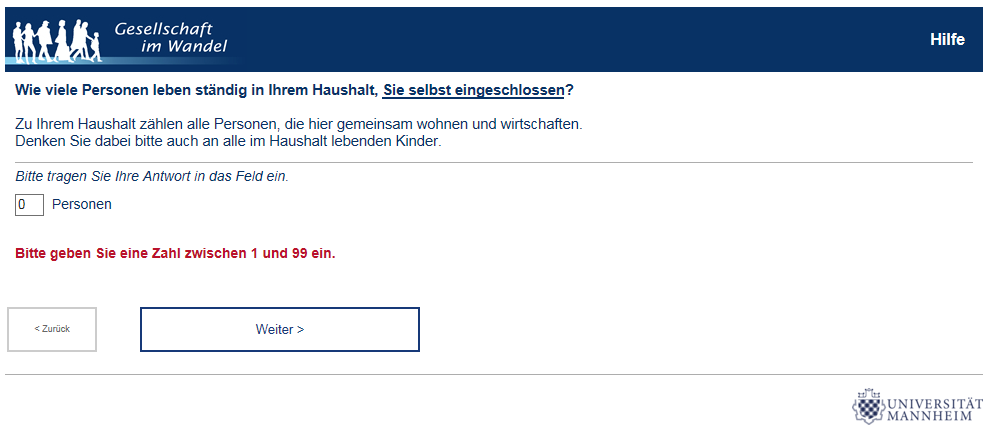 Gesellschaft
im Wandel
Hilfe
Wie viele Personen leben ständig in Ihrem Haushalt, Sie selbst eingeschlossen?
Zu Ihrem Haushalt zählen alle Personen, die hier gemeinsam wohnen und wirtschaften.
Denken Sie dabei bitte auch an alle im Haushalt lebenden Kinder.
Bitte tragen Sie Ihre Antwort in das Feld ein.
0 Personen
Bitte geben Sie eine Zahl zwischen 1 und 99 ein.
< Zurück
Weiter >
UNIVERSITÄT
MANNHEIM